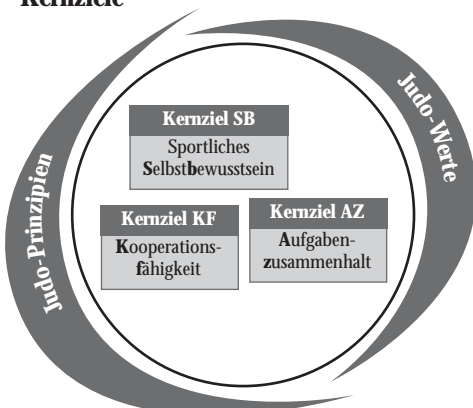 Kernziele
Judo-Werte
Kernziel SB
Sportliches
Selbstbewusstsein
Kernziel KF
Kooperations-
fähigkeit
Kernziel AZ
Aufgaben-
zusammenhalt
Judo-Prinzipien